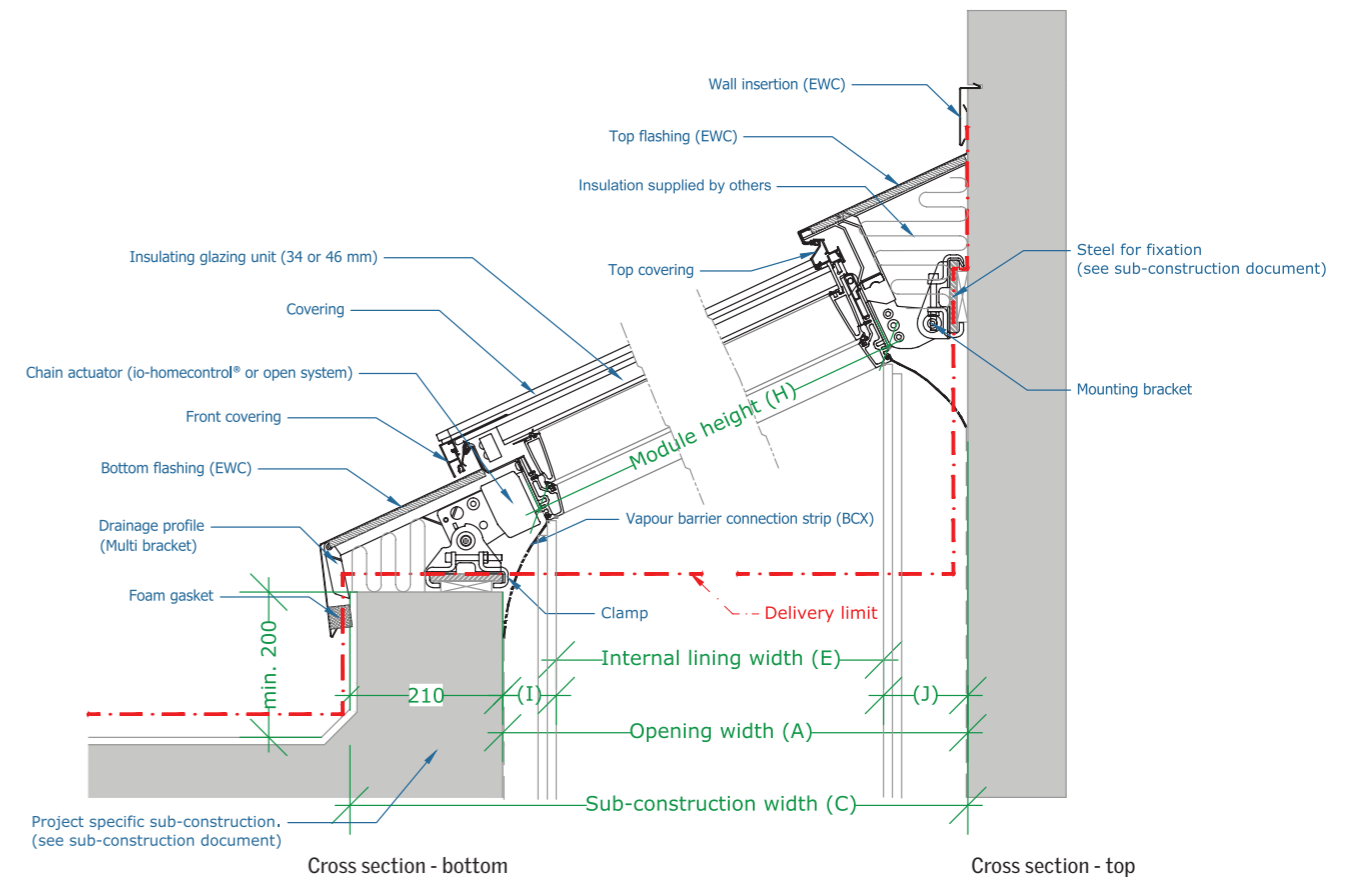 Wall insertion (EWC)
Top flashing (EWC)
Insulation supplied by others
Insulating glazing unit (34 or 46 mm)
Top covering
Steel for fixation
(see sub-construction document)
Covering
Chain actuator (io-homecontrol® or open system)
Mounting bracket
Front covering
Module height (H)
Bottom flashing (EWC)
Drainage profile
(Multi bracket)
Vapour barrier connection strip (BCX)
Foam gasket
Clamp
Delivery limit
min. 200
Internal lining width (E)
210
(I)
(J)
Opening width (A)
Sub-construction width (C)
Project specific sub-construction.
(see sub-construction document)
Cross section - bottom
Cross section - top